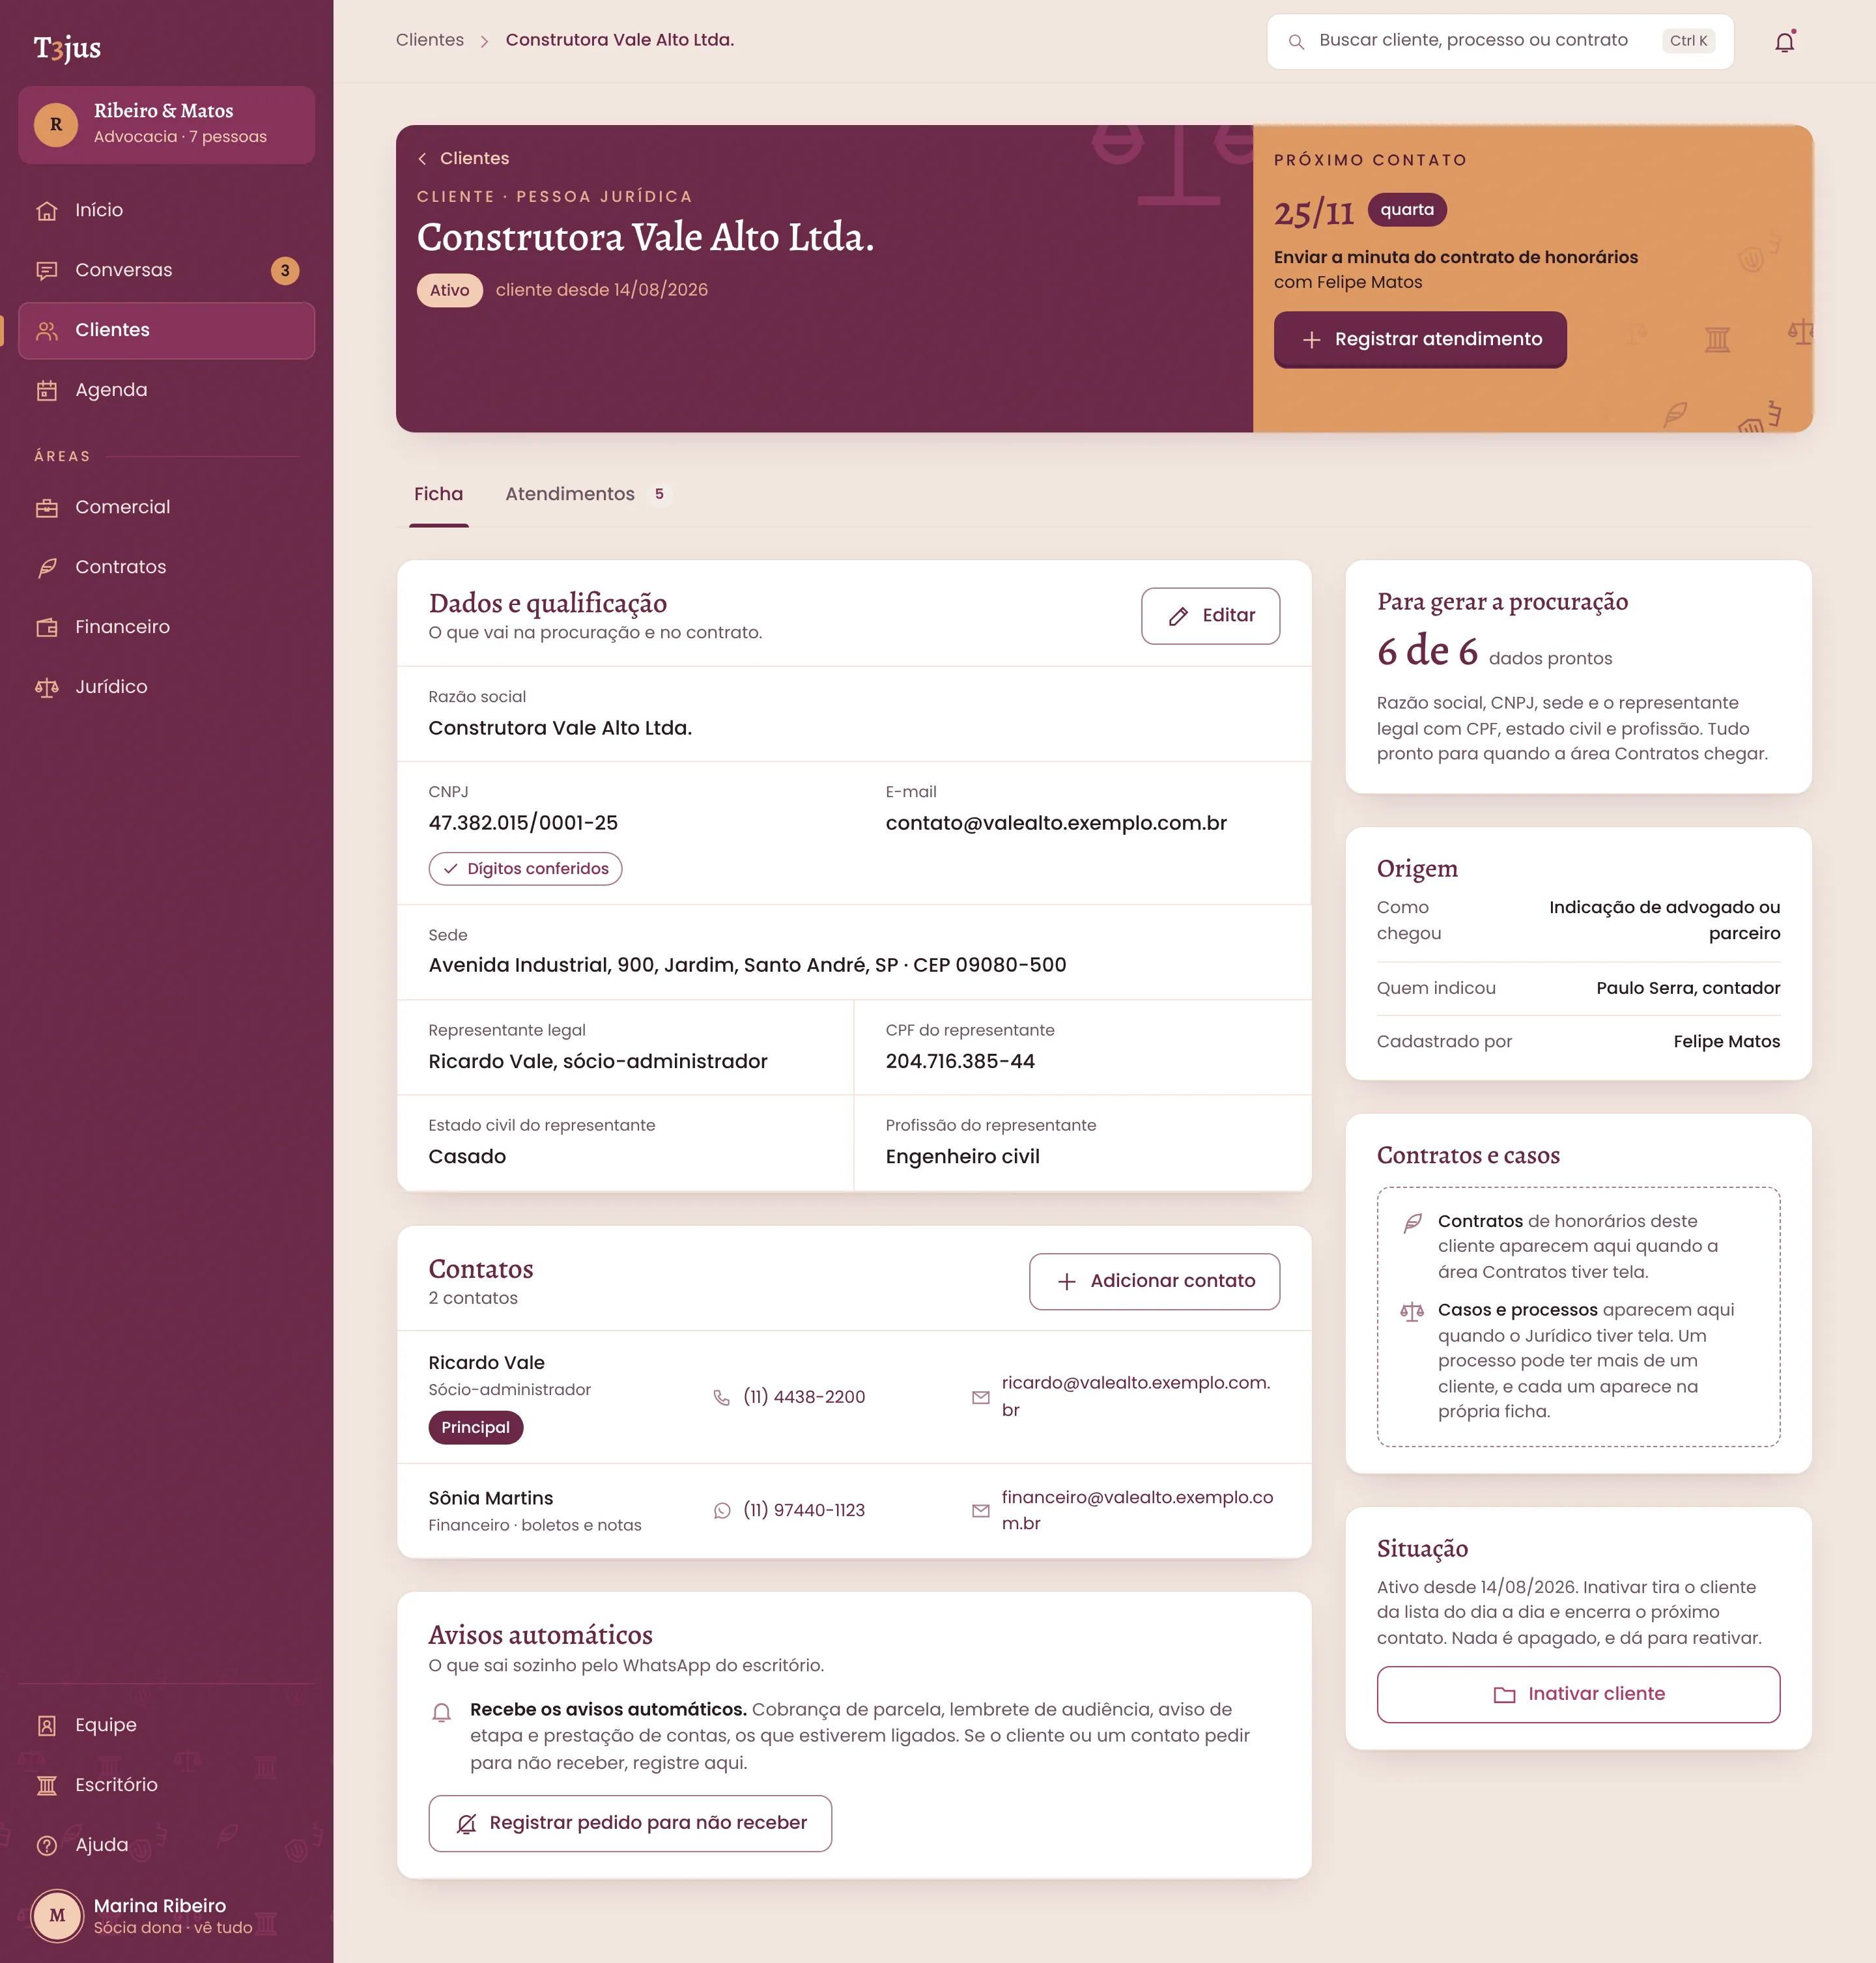 T3jus
R
Ribeiro & Matos
Advocacia · 7 pessoas
Início
Conversas
3
Clientes
Agenda
ÁREAS
Comercial
Contratos
Financeiro
Jurídico
Equipe
Escritório
Ajuda
M
Marina Ribeiro
Sócia dona · vê tudo
Clientes
Construtora Vale Alto Ltda.
Buscar cliente, processo ou contrato
Ctrl K
Clientes
CLIENTE · PESSOA JURÍDICA
Construtora Vale Alto Ltda.
Ativo
cliente desde 14/08/2026
PRÓXIMO CONTATO
25/11
quarta
Enviar a minuta do contrato de honorários
com Felipe Matos
Registrar atendimento
Ficha
Atendimentos
5
Dados e qualificação
O que vai na procuração e no contrato.
Editar
Razão social
Construtora Vale Alto Ltda.
CNPJ
47.382.015/0001-25
Dígitos conferidos
E-mail
contato@valealto.exemplo.com.br
Sede
Avenida Industrial, 900, Jardim, Santo André, SP · CEP 09080-500
Representante legal
Ricardo Vale, sócio-administrador
CPF do representante
204.716.385-44
Estado civil do representante
Casado
Profissão do representante
Engenheiro civil
Contatos
2 contatos
Adicionar contato
Ricardo Vale
Sócio-administrador
Principal
(11) 4438-2200
ricardo@valealto.exemplo.com.
br
Sônia Martins
Financeiro · boletos e notas
(11) 97440-1123
financeiro@valealto.exemplo.co
m.br
Avisos automáticos
O que sai sozinho pelo WhatsApp do escritório.
Recebe os avisos automáticos. Cobrança de parcela, lembrete de audiência, aviso de
etapa e prestação de contas, os que estiverem ligados. Se o cliente ou um contato pedir
para não receber, registre aqui.
Registrar pedido para não receber
Para gerar a procuração
6 de 6 dados prontos
Razão social, CNPJ, sede e o representante
legal com CPF, estado civil e profissão. Tudo
pronto para quando a área Contratos chegar.
Origem
Como
chegou
Indicação de advogado ou
parceiro
Quem indicou
Paulo Serra, contador
Cadastrado por
Felipe Matos
Contratos e casos
Contratos de honorários deste
cliente aparecem aqui quando a
área Contratos tiver tela.
Casos e processos aparecem aqui
quando o Jurídico tiver tela. Um
processo pode ter mais de um
cliente, e cada um aparece na
própria ficha.
Situação
Ativo desde 14/08/2026. Inativar tira o cliente
da lista do dia a dia e encerra o próximo
contato. Nada é apagado, e dá para reativar.
Inativar cliente